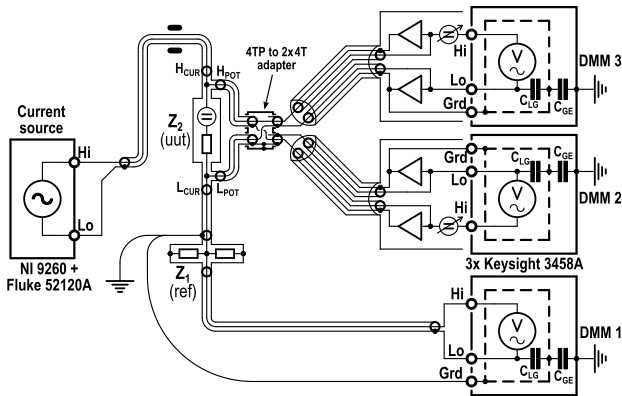 4TP to 2x4T
adapter
Hi
DMM 3
Lo
Grd
V
C_LG
C_GE
N
H_CUR
H_POT
Z_2
(uut)
L_CUR
L_POT
Current
source
Hi
Lo
NI 9260 +
Fluke 52120A
Grd
Lo
Hi
N
C_LG
C_GE
V
DMM 2
3x Keysight 3458A
Z_1
(ref)
Hi
Lo
Grd
V
C_LG
C_GE
DMM 1